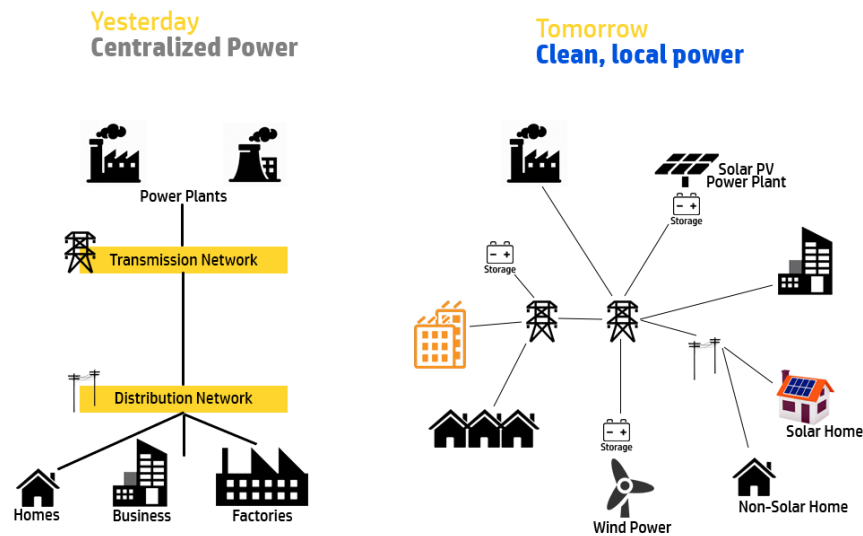 Yesterday
Centralized Power
Power Plants
Transmission Network
Distribution Network
Homes
Business
Factories
Tomorrow
Clean, local power
Solar PV
Power Plant
Storage
Storage
Solar Home
Storage
Non-Solar Home
Wind Power